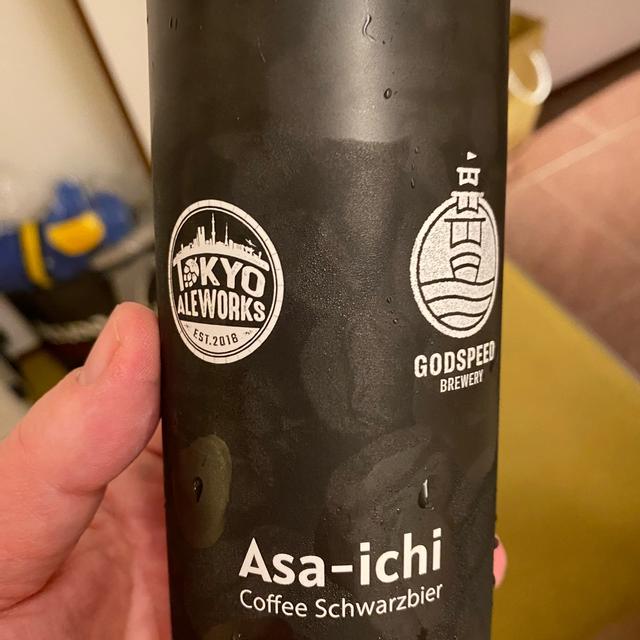 TOKYO
ALEWORKS
EST.2018
GODSPEED
BREWERY
Asa-ichi
Coffee Schwarzbier